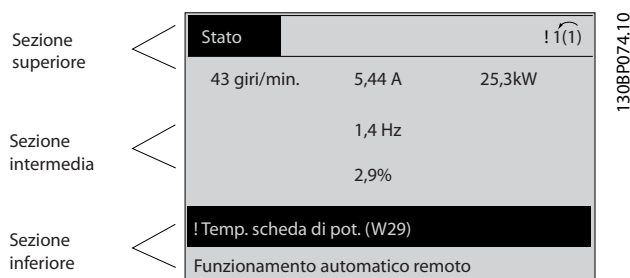 Sezione
superiore
Stato
! 1(1)
43 giri/min.
5,44 A
25,3kW
1,4 Hz
2,9%
Sezione
intermedia
! Temp. scheda di pot. (W29)
Sezione
inferiore
Funzionamento automatico remoto
130BP074.10